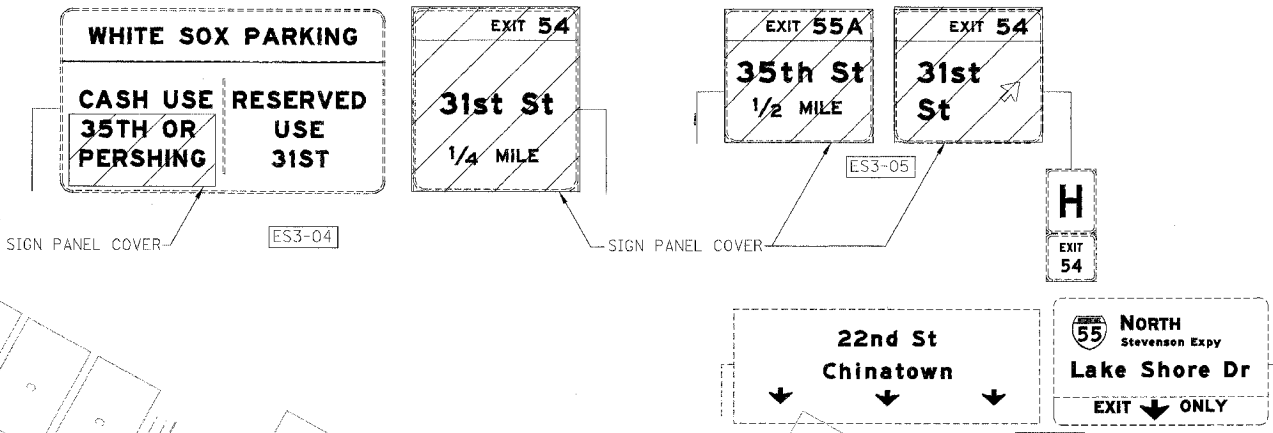 WHITE SOX PARKING
CASH USE
35TH OR
PERSHING
RESERVED
USE
31ST
EXIT 54
31st St
1/4 MILE
SIGN PANEL COVER
ES3-04
EXIT 55A
35th St
1/2 MILE
EXIT 54
31st
St
ES3-05
SIGN PANEL COVER
H
EXIT
54
22nd St
Chinatown
55
NORTH
Stevenson Expy
Lake Shore Dr
EXIT ONLY